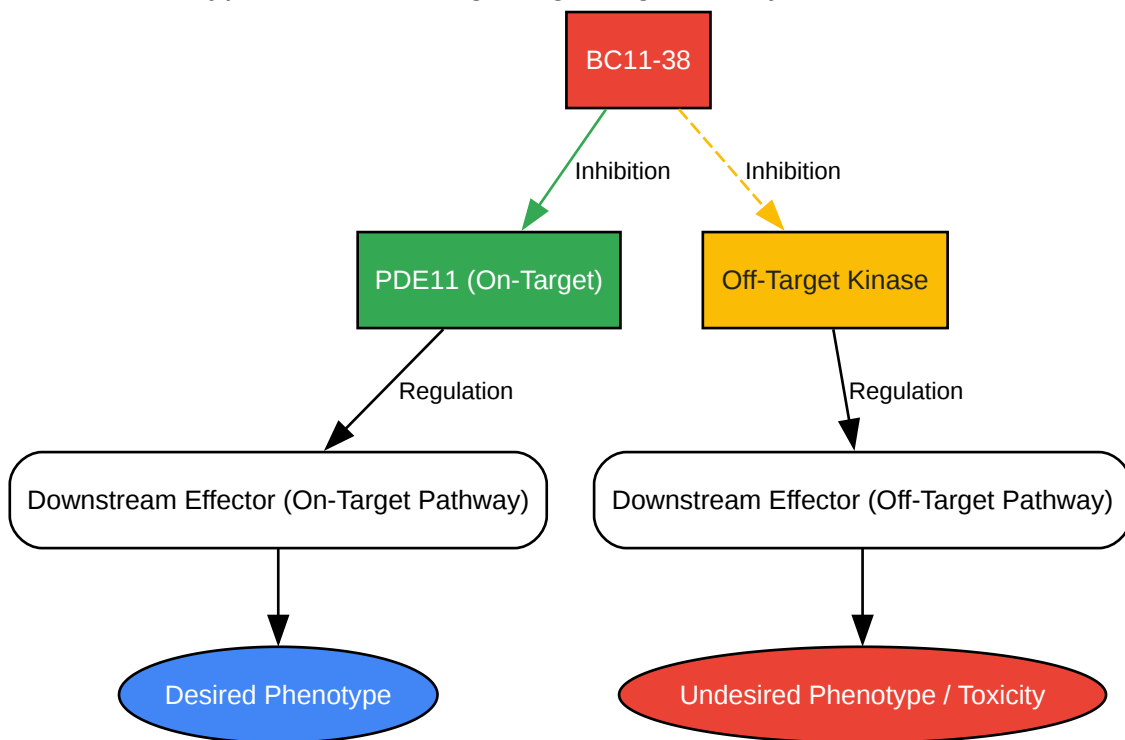 BC11-38
Inhibition
Inhibition
PDE11 (On-Target)
Off-Target Kinase
Regulation
Regulation
Downstream Effector (On-Target Pathway)
Downstream Effector (Off-Target Pathway)
Desired Phenotype
Undesired Phenotype / Toxicity